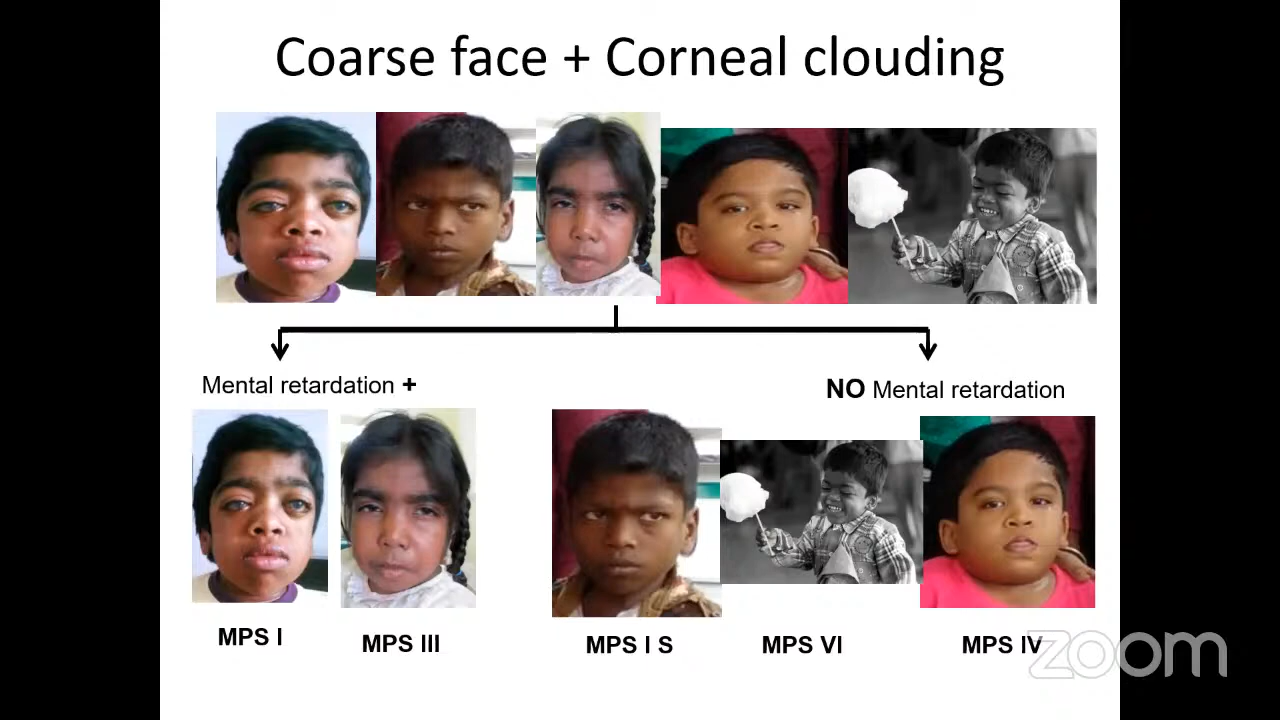 Coarse face + Corneal clouding
Mental retardation +
NO Mental retardation
MPS I
MPS III
MPS I S
MPS VI
MPS IV
zoom